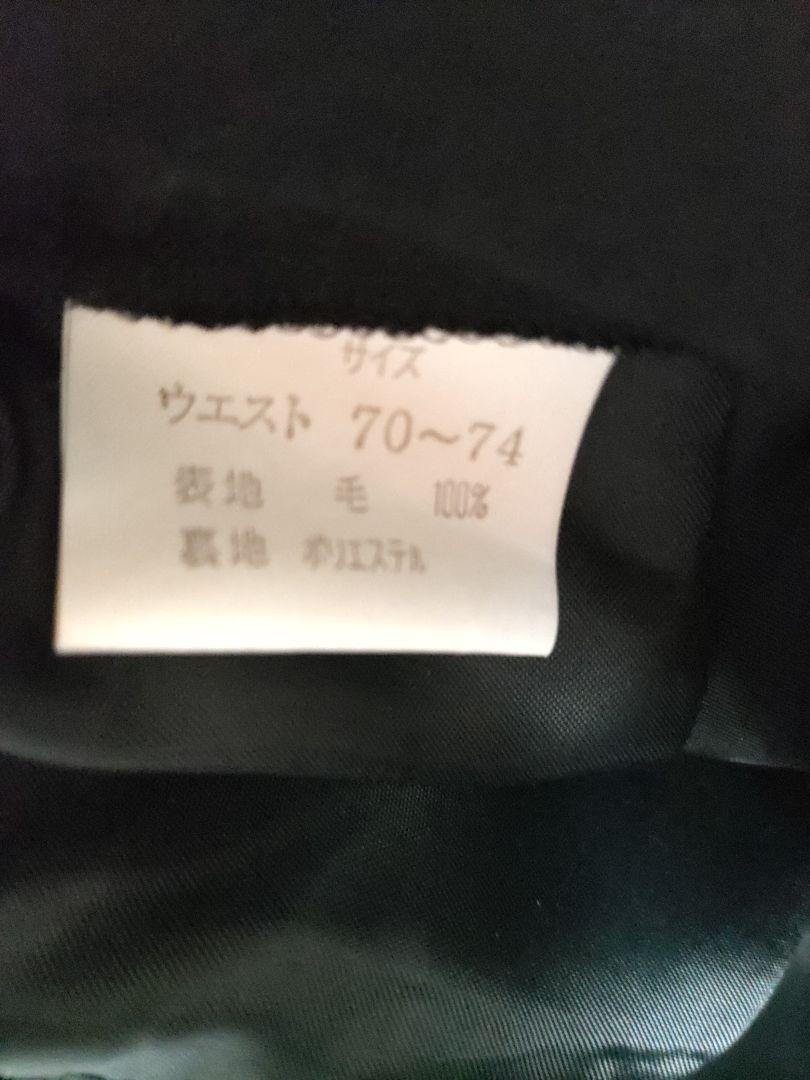 サイズ
ウエスト 70～74
表地 毛 100%
裏地 ポリエステル